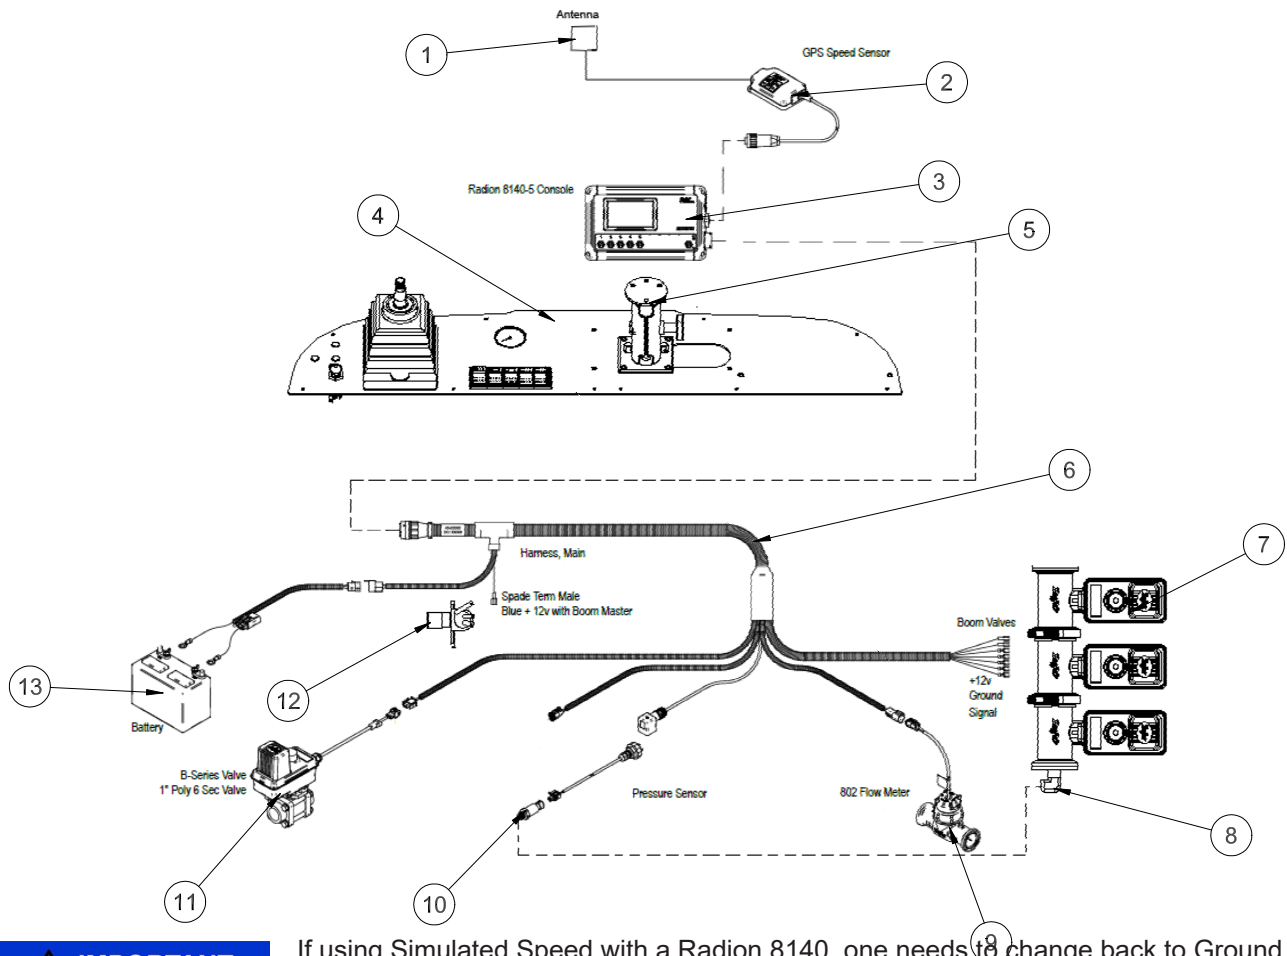 Antenna
1
GPS Speed Sensor
2
Radion 8140-5 Console
3
4
5
6
Harness, Main
7
Spade Term Male
Blue + 12v with Boom Master
Boom Valves
12
+12v
Ground
Signal
13
Battery
B-Series Valve
1" Poly 6 Sec Valve
Pressure Sensor
802 Flow Meter
8
11
10
9
IMPORTANT
If using Simulated Speed with a Radion 8140, one needs to change back to Ground